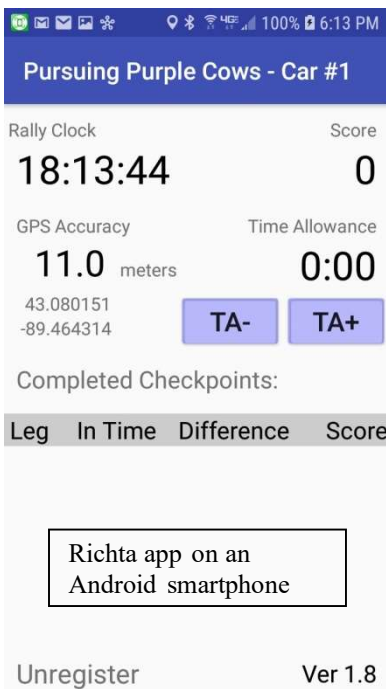 4GE 100% 6:13 PM
Pursuing Purple Cows - Car #1
Rally Clock Score
18:13:44 0
GPS Accuracy Time Allowance
11.0 meters 0:00
43.080151
-89.464314
TA- TA+
Completed Checkpoints:
Leg In Time Difference Score
Richta app on an
Android smartphone
Unregister Ver 1.8